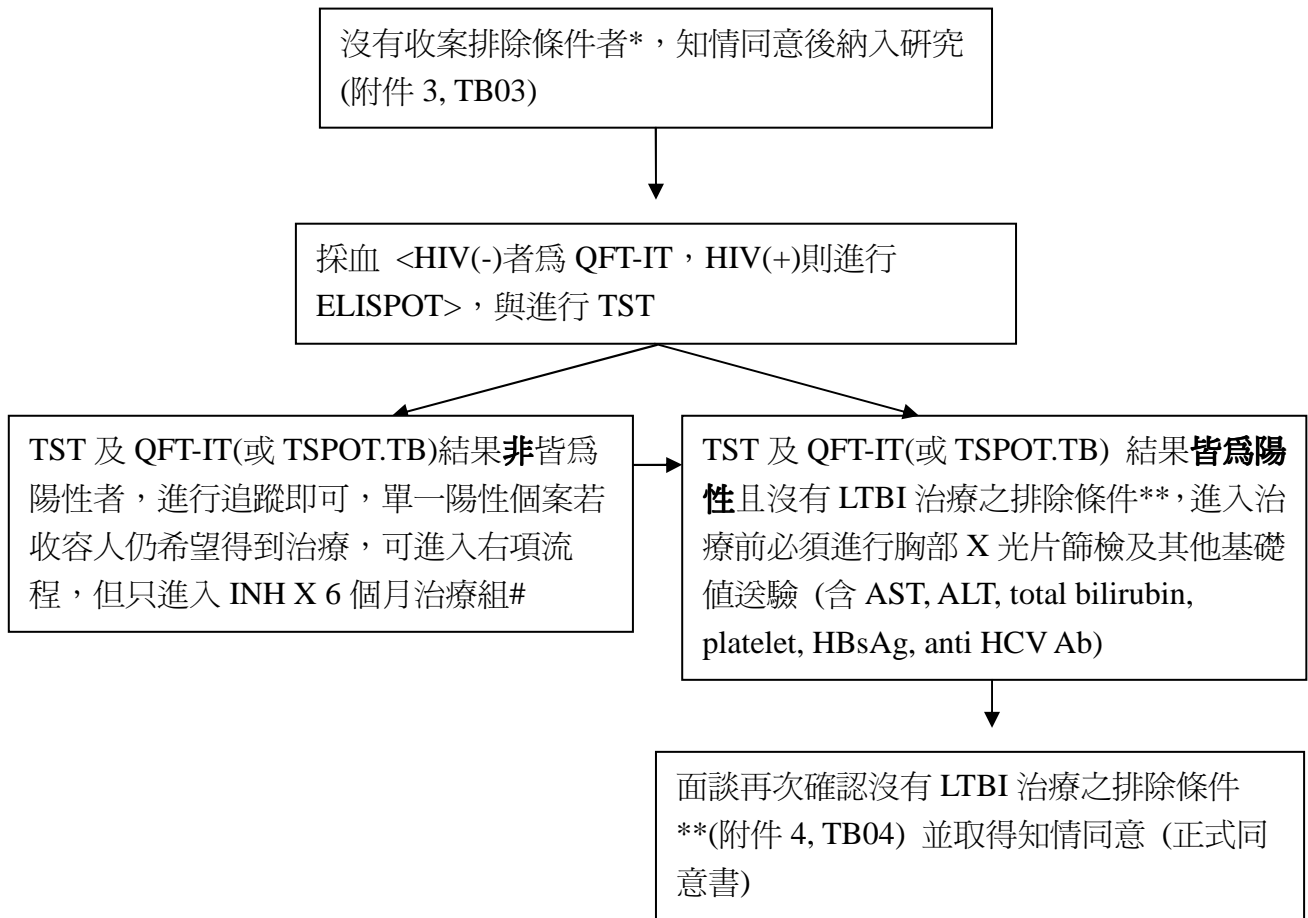 沒有收案排除條件者*，知情同意後納入研究
(附件 3, TB03)
採血 <HIV(-)者爲 QFT-IT，HIV(+)則進行
ELISPOT>，與進行 TST
TST 及 QFT-IT(或 TSPOT.TB)結果非皆爲
陽性者，進行追蹤即可，單一陽性個案若
收容人仍希望得到治療，可進入右項流
程，但只進入 INH X 6 個月治療組#
TST 及 QFT-IT(或 TSPOT.TB) 結果皆爲陽
性且沒有 LTBI 治療之排除條件**，進入治
療前必須進行胸部 X 光片篩檢及其他基礎
値送驗 (含 AST, ALT, total bilirubin,
platelet, HBsAg, anti HCV Ab)
面談再次確認沒有 LTBI 治療之排除條件
**(附件 4, TB04) 並取得知情同意 (正式同
意書)